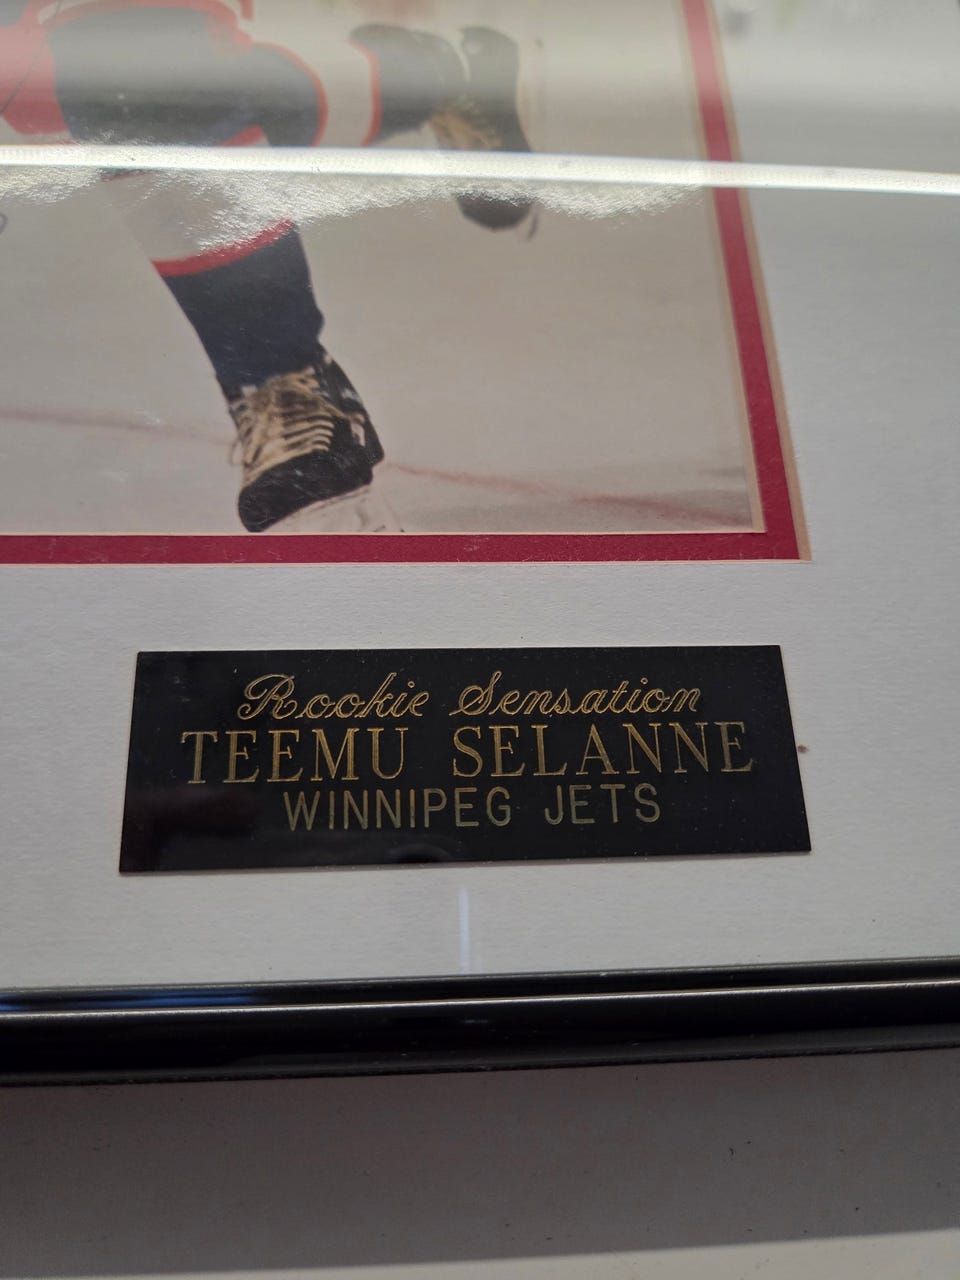 Rookie Sensation
TEEMU SELANNE
WINNIPEG JETS